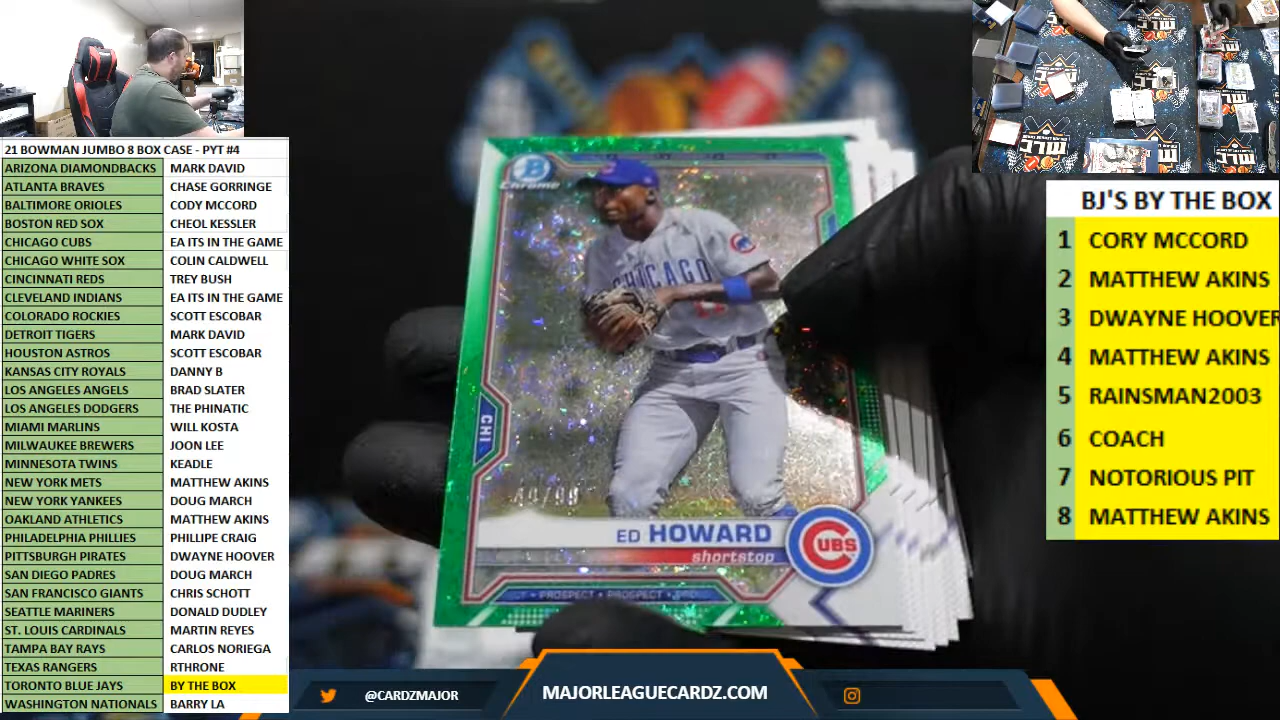 21 BOWMAN JUMBO 8 BOX CASE - PYT #4
ARIZONA DIAMONDBACKS MARK DAVID
ATLANTA BRAVES CHASE GORRINGE
BALTIMORE ORIOLES CODY MCCORD
BOSTON RED SOX CHEOL KESSLER
CHICAGO CUBS EA ITS IN THE GAME
CHICAGO WHITE SOX COLIN CALDWELL
CINCINNATI REDS TREY BUSH
CLEVELAND INDIANS EA ITS IN THE GAME
COLORADO ROCKIES SCOTT ESCOBAR
DETROIT TIGERS MARK DAVID
HOUSTON ASTROS SCOTT ESCOBAR
KANSAS CITY ROYALS DANNY B
LOS ANGELES ANGELS BRAD SLATER
LOS ANGELES DODGERS THE PHINATIC
MIAMI MARLINS WILL KOSTA
MILWAUKEE BREWERS JOON LEE
MINNESOTA TWINS KEADLE
NEW YORK METS MATTHEW AKINS
NEW YORK YANKEES DOUG MARCH
OAKLAND ATHLETICS MATTHEW AKINS
PHILADELPHIA PHILLIES PHILLIPE CRAIG
PITTSBURGH PIRATES DWAYNE HOOVER
SAN DIEGO PADRES DOUG MARCH
SAN FRANCISCO GIANTS CHRIS SCHOTT
SEATTLE MARINERS DONALD DUDLEY
ST. LOUIS CARDINALS MARTIN REYES
TAMPA BAY RAYS CARLOS NORIEGA
TEXAS RANGERS RTHRONE
TORONTO BLUE JAYS BY THE BOX
WASHINGTON NATIONALS BARRY LA
B
Chrome
CHICAGO
CHI
ED HOWARD
shortstop
CUBS
PROSPECT • PROSPECT
BJ'S BY THE BOX
1 CORY MCCORD
2 MATTHEW AKINS
3 DWAYNE HOOVER
4 MATTHEW AKINS
5 RAINSMAN2003
6 COACH
7 NOTORIOUS PIT
8 MATTHEW AKINS
MLC
@CARDZMAJOR
MAJORLEAGUECARDZ.COM